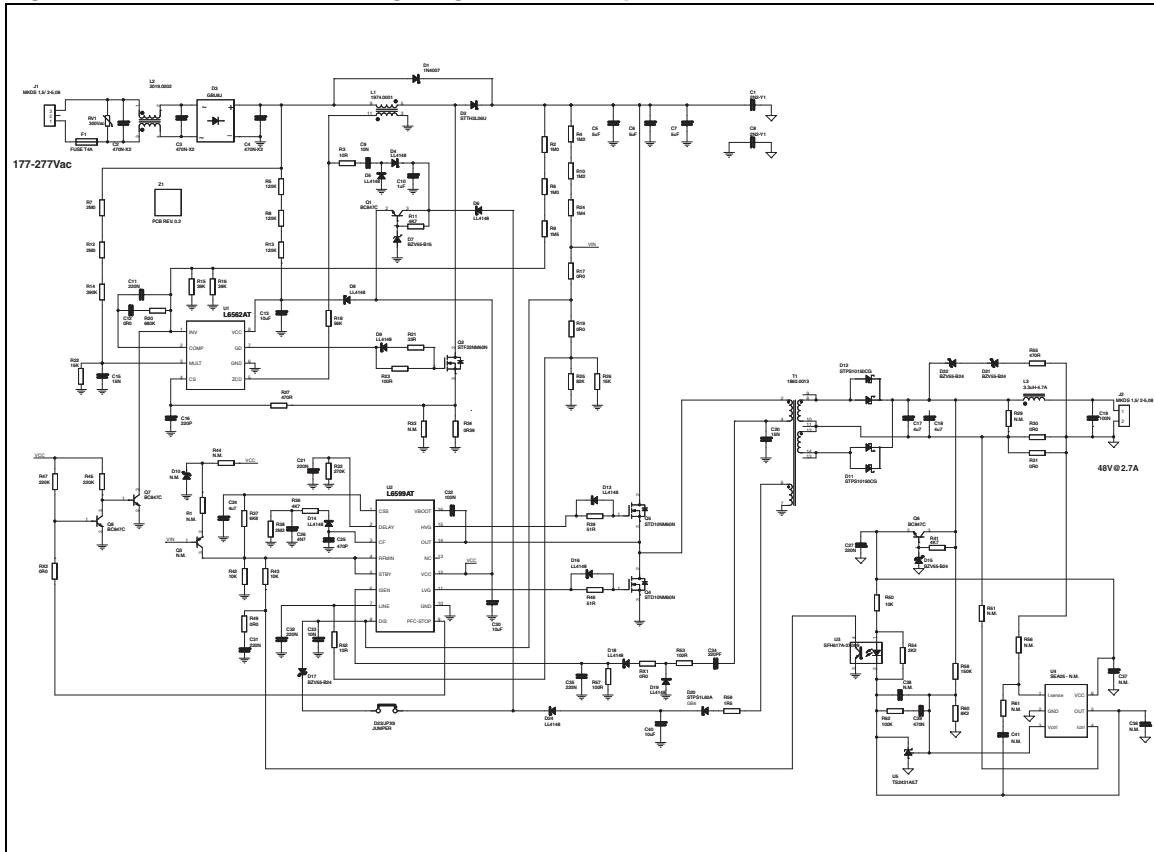 D1
1N4007
J1
MKDS 1,5/ 3-5,08
L2
2019.0002
D3
GBU8J
L1
1974.0001
D2
STTH3L06U
C1
2N2-Y1
RV1
300Vac
F1
FUSE T4A
C2
470N-X2
C3
470N-X2
C4
470N-X2
C5
5uF
C6
5uF
C7
5uF
C8
2N2-Y1
177-277Vac
R3
10R
C9
10N
D4
LL4148
D5
LL4148
C10
1uF
R2
1M0
R4
1M2
R6
1M0
R10
1M2
R9
1M5
R24
1M4
Z1
PCB REV. 0.2
R5
120K
R8
120K
R13
120K
R7
2M0
R12
2M0
R14
360K
Q1
BC847C
R11
4K7
D6
LL4148
D7
BZV55-B15
VIN
R17
0R0
R19
0R0
C11
220N
R15
39K
R16
39K
C12
0R0
R20
680K
U1
L6562AT
INV
COMP
MULT
CS
VCC
GD
GND
ZCD
C13
10uF
D8
LL4148
R18
56K
D9
LL4148
R21
33R
R23
100R
Q2
STF32NM60N
R22
15K
C15
15N
C16
220P
R27
470R
R33
N.M.
R34
0R39
R25
82K
R26
15K
D12
STPS10150CG
D22
BZV55-B24
D21
BZV55-B24
R55
470R
T1
1860.0013
L3
3.3uH-4.7A
J2
MKDS 1,5/ 3-5,08
C17
4u7
C18
4u7
R29
N.M.
R30
0R0
R31
0R0
C19
100N
48V@2.7A
C20
15N
D11
STPS10150CG
VCC
R47
220K
R45
220K
Q7
BC847C
Q8
BC847C
RX2
0R0
D10
N.M.
R44
N.M.
VCC
R1
N.M.
VIN
Q3
N.M.
C21
220N
R32
270K
C24
4u7
R37
6K8
R36
4K7
D14
LL4148
R38
2M2
C26
4N7
C25
470P
U2
L6599AT
CSS
DELAY
CF
RFMIN
STBY
ISEN
LINE
DIS
VBOOT
HVG
OUT
NC
VCC
LVG
GND
PFC-STOP
C22
100N
VCC
D13
LL4148
R39
51R
Q5
STD10NM60N
D16
LL4148
R46
51R
Q4
STD10NM60N
C30
10uF
R42
10K
R43
10K
R49
0R0
C31
220N
C32
220N
C33
10N
R52
10R
D17
BZV55-B24
D23/JPX9
JUMPER
D18
LL4148
RX1
0R0
R53
100R
C34
220PF
C35
220N
R57
100R
D19
LL4148
D20
STPS1L60A
R59
1R5
D24
LL4148
C40
10uF
Q6
BC847C
C27
220N
R41
4K7
D15
BZV55-B24
R50
10K
R51
N.M.
U3
R54
2K2
R58
150K
R56
N.M.
U4
SEA05 - N.M.
Isense
GND
Vctrl
VCC
OUT
Ictrl
C37
N.M.
C36
N.M.
C38
N.M.
R62
100K
C39
470N
R60
8K2
R61
N.M.
C41
N.M.
U5
TS2431AILT